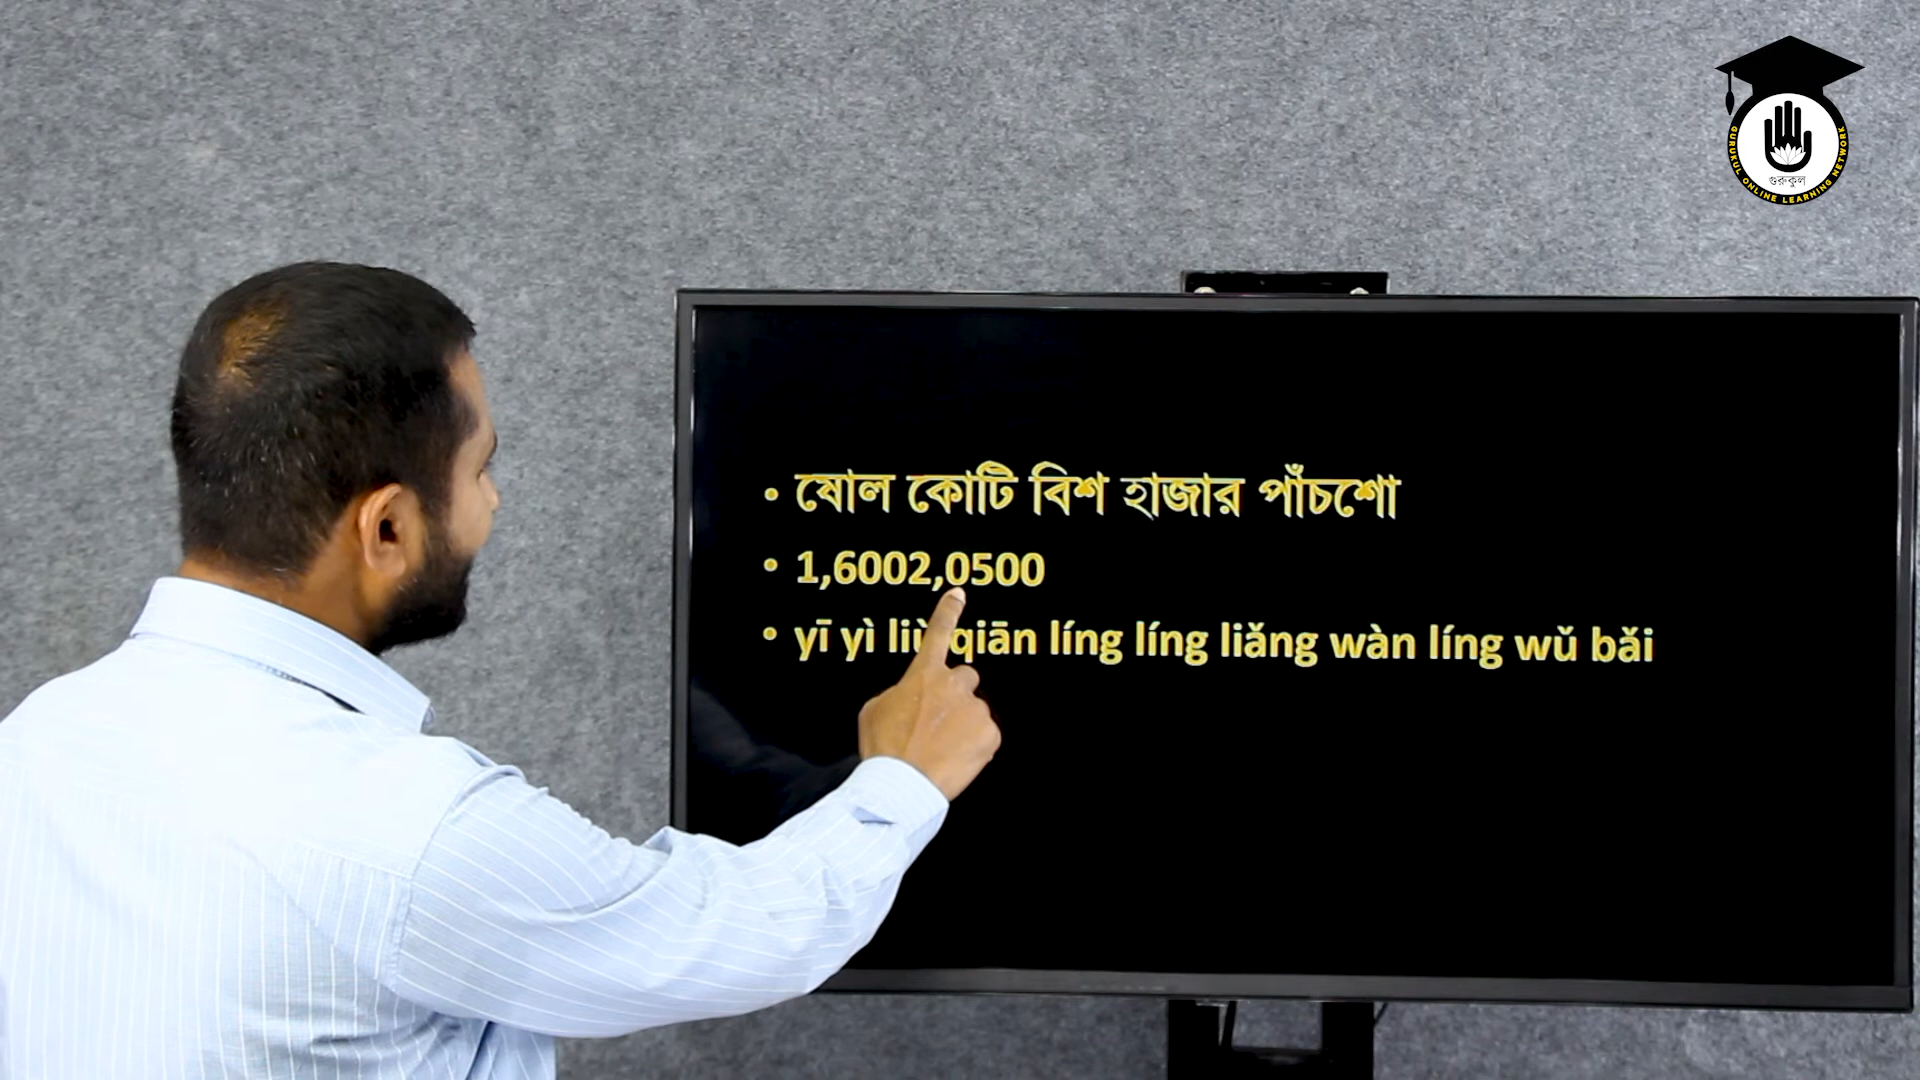 GURUKUL ONLINE LEARNING NETWORK
গুরুকুল
• ষোল কোটি বিশ হাজার পাঁচশো
• 1,6002,0500
• yī yì liù qiān líng líng liǎng wàn líng wǔ bǎi